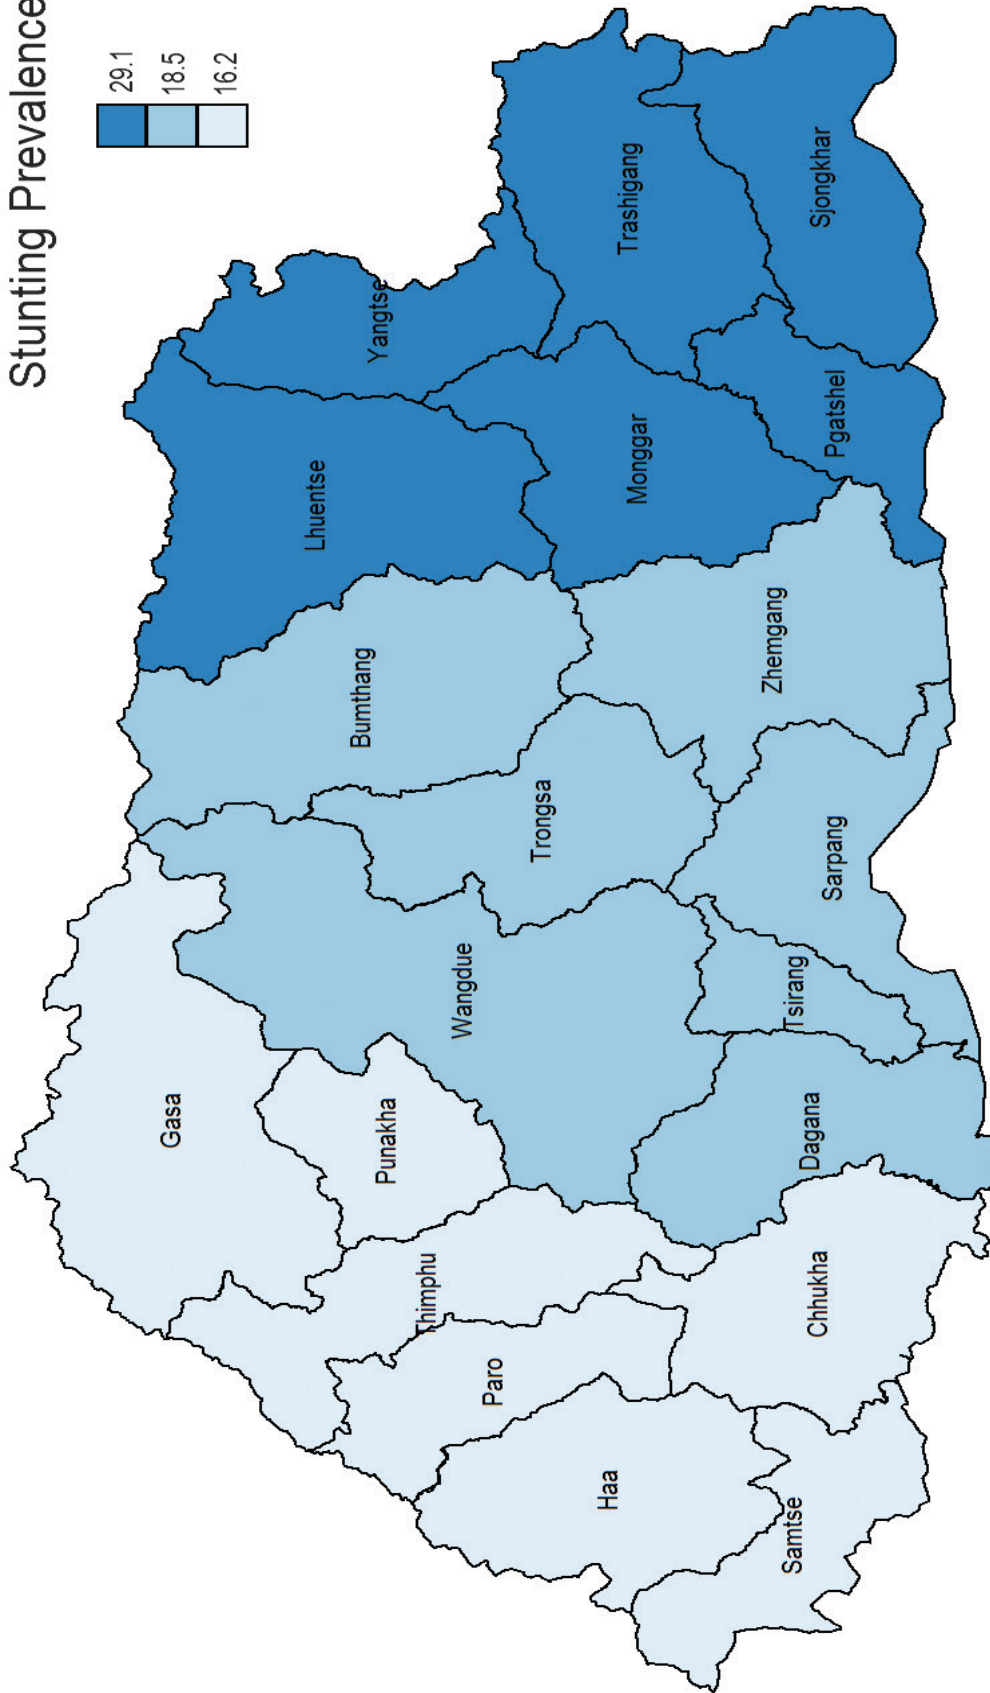 Stunting Prevalence
29.1
18.5
16.2
Gasa
Punakha
Thimphu
Paro
Haa
Samtse
Chhukha
Dagana
Tsirang
Wangdue
Sarpang
Trongsa
Bumthang
Zhemgang
Lhuentse
Monggar
Yangtse
Trashigang
Pgatshel
Sjongkhar